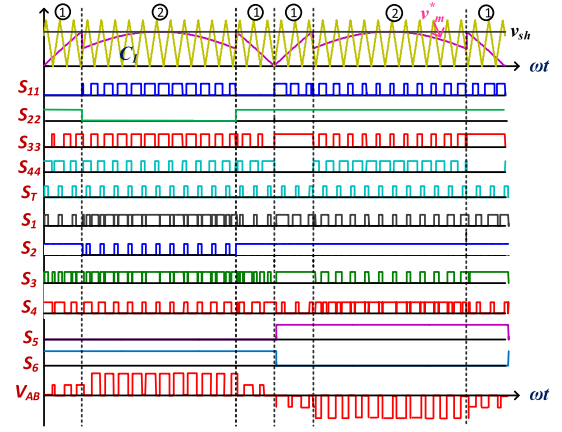 ① ② ① ① ② v*m ①
vsh
C1
ωt
S11
S22
S33
S44
ST
S1
S2
S3
S4
S5
S6
VAB ωt